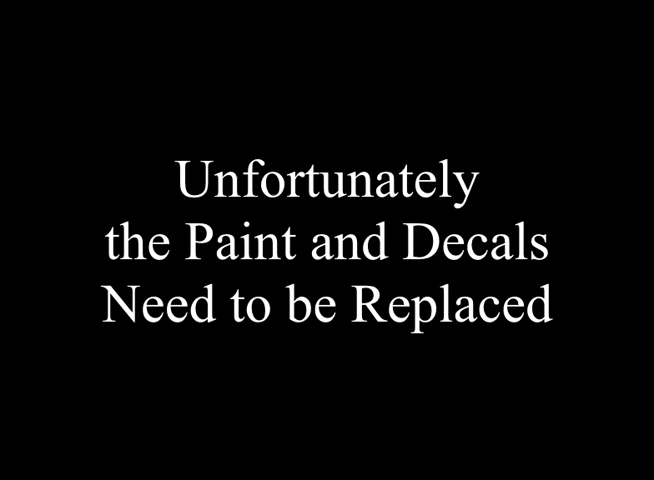 Unfortunately
the Paint and Decals
Need to be Replaced